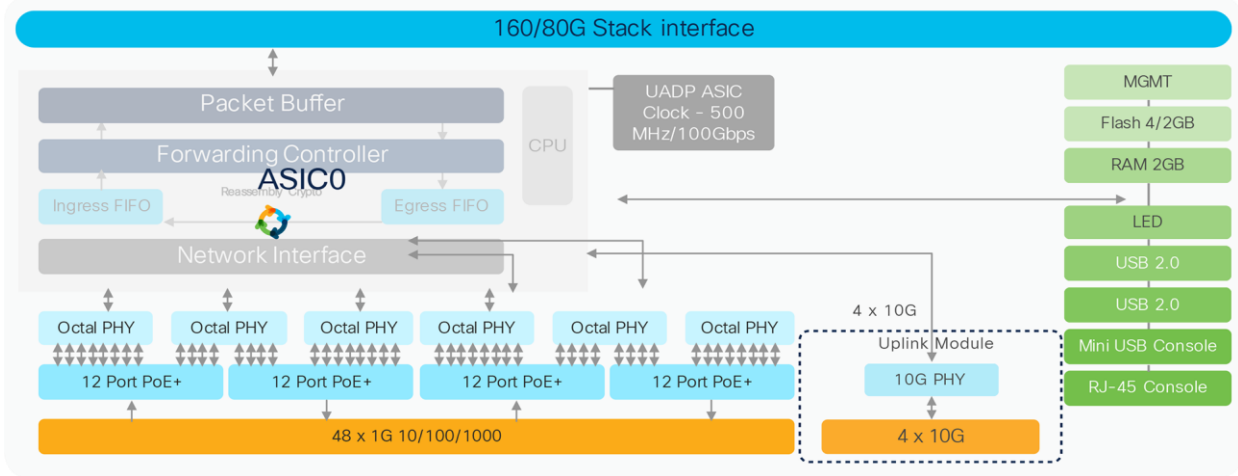 160/80G Stack interface
Packet Buffer
Forwarding Controller
ASIC0
Reassembly Crypto
Ingress FIFO
Egress FIFO
Network Interface
CPU
UADP ASIC
Clock - 500
MHz/100Gbps
MGMT
Flash 4/2GB
RAM 2GB
LED
USB 2.0
USB 2.0
Mini USB Console
RJ-45 Console
Octal PHY
Octal PHY
Octal PHY
Octal PHY
Octal PHY
Octal PHY
12 Port PoE+
12 Port PoE+
12 Port PoE+
12 Port PoE+
48 x 1G 10/100/1000
4 x 10G
Uplink Module
10G PHY
4 x 10G